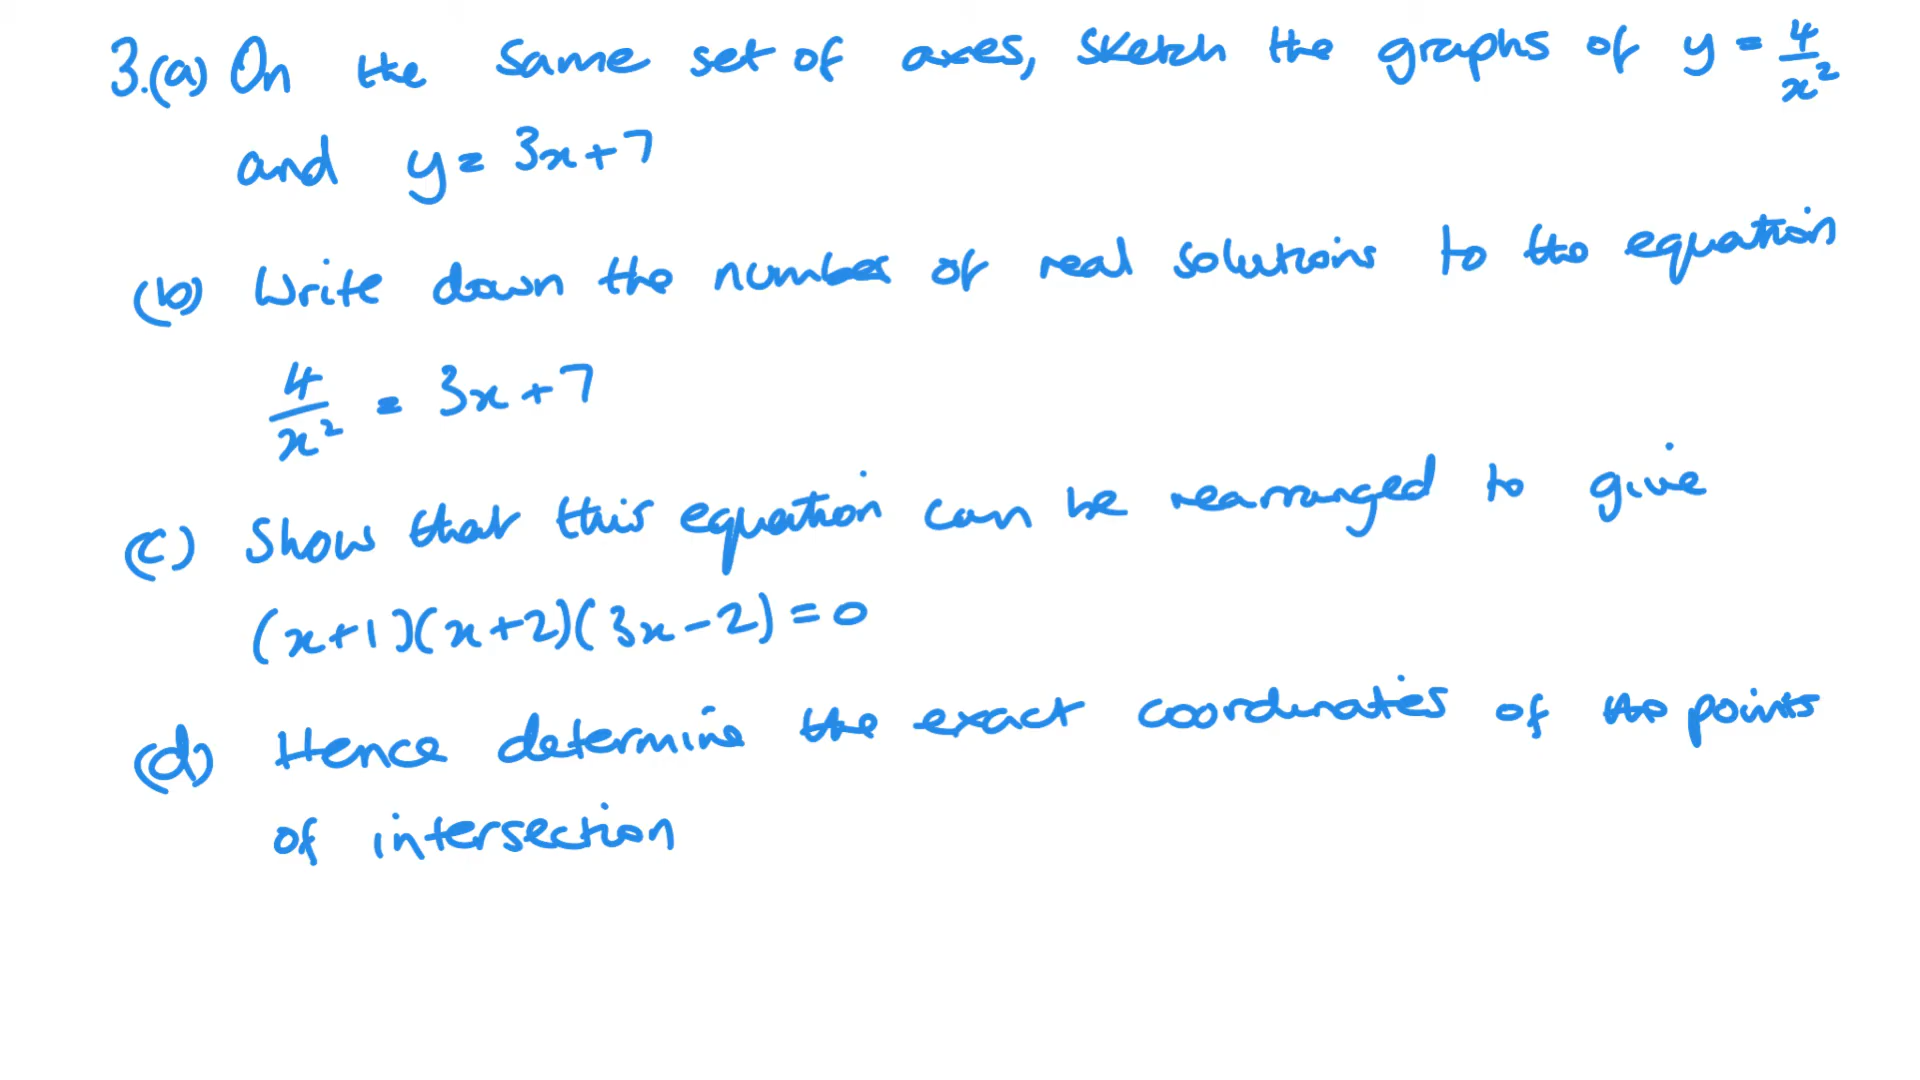 3.(a) On the same set of axes, sketch the graphs of y = 4/x²
and y = 3x+7
(b) Write down the number of real solutions to the equation
4/x² = 3x+7
(c) Show that this equation can be rearranged to give
(x+1)(x+2)(3x-2)=0
(d) Hence determine the exact coordinates of the points
of intersection